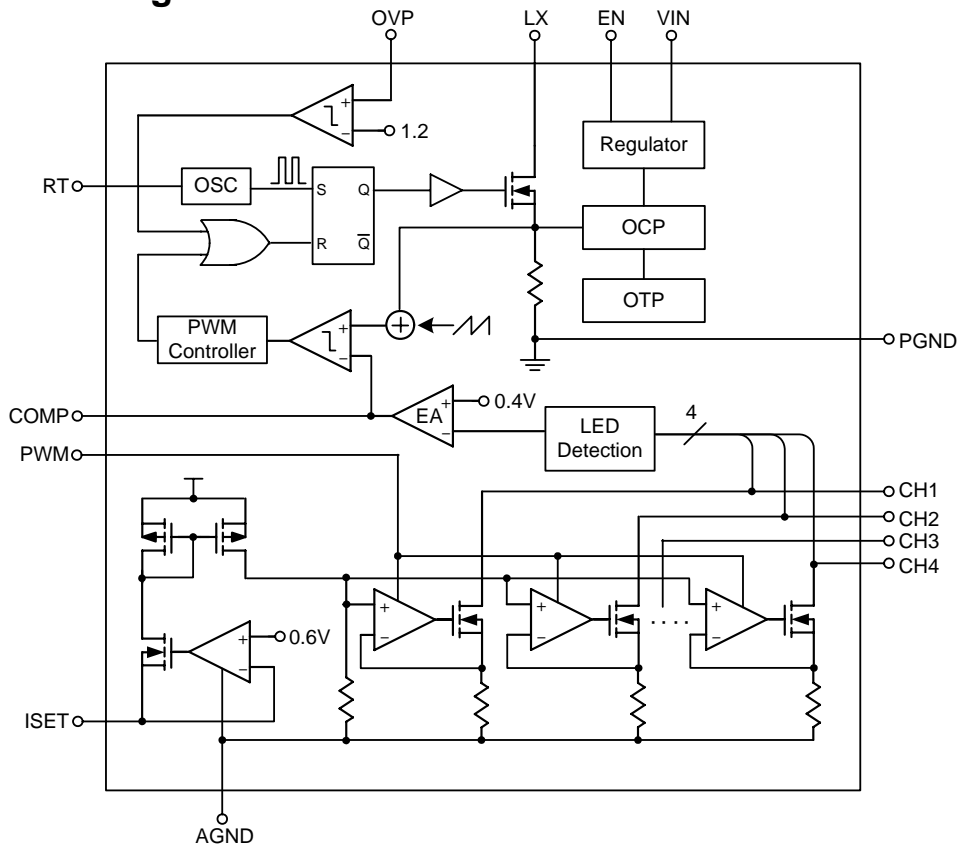 OVP LX EN VIN
1.2
Regulator
RT
OSC
S Q
OCP
R Q
OTP
PWM
Controller
PGND
COMP
EA
0.4V
LED
Detection
4
PWM
CH1
CH2
CH3
CH4
0.6V
ISET
AGND